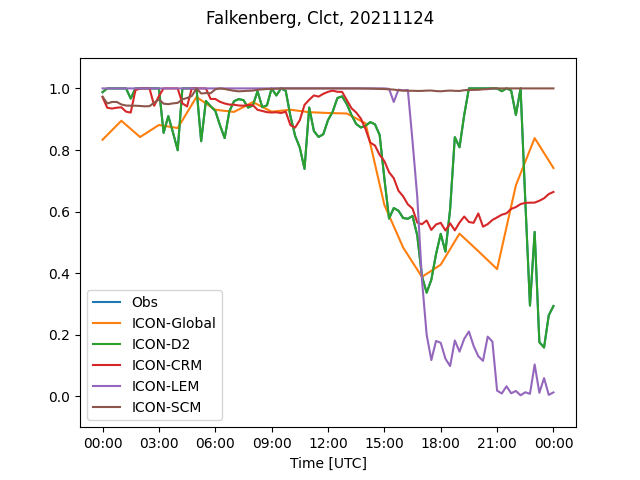 Falkenberg, Clct, 20211124
1.0
0.8
0.6
0.4
0.2
0.0
Obs
ICON-Global
ICON-D2
ICON-CRM
ICON-LEM
ICON-SCM
00:00 03:00 06:00 09:00 12:00 15:00 18:00 21:00 00:00
Time [UTC]